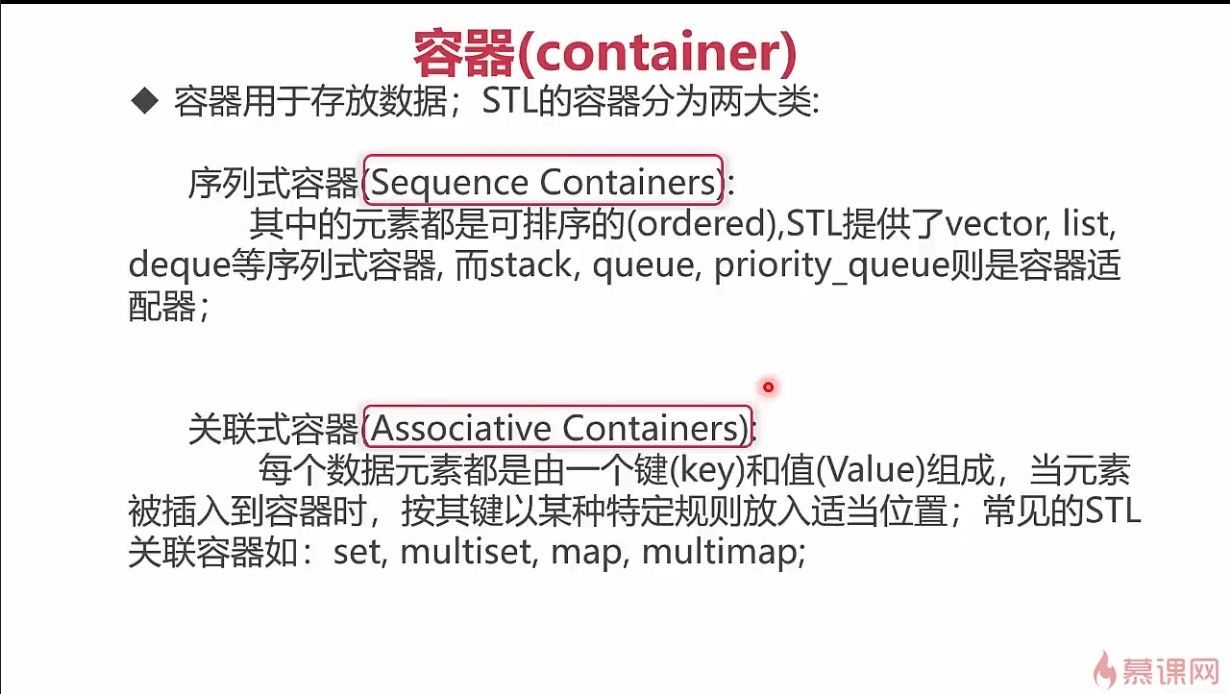 容器(container)
◆ 容器用于存放数据；STL的容器分为两大类:
序列式容器(Sequence Containers):
其中的元素都是可排序的(ordered),STL提供了vector, list,
deque等序列式容器, 而stack, queue, priority_queue则是容器适
配器；
关联式容器(Associative Containers):
每个数据元素都是由一个键(key)和值(Value)组成，当元素
被插入到容器时，按其键以某种特定规则放入适当位置；常见的STL
关联容器如：set, multiset, map, multimap;
慕课网